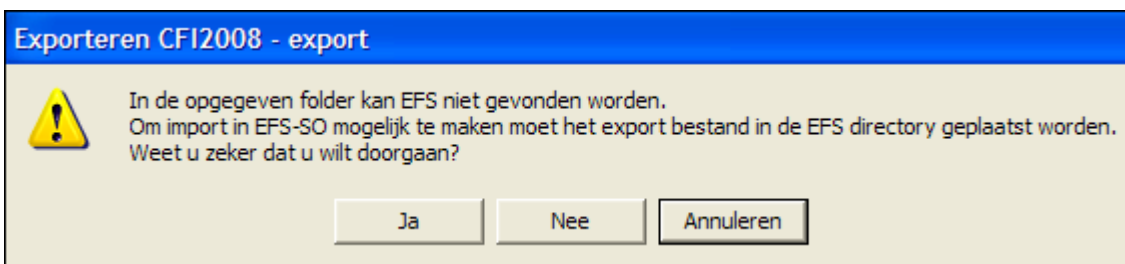 Exporteren CFI2008 - export
In de opgegeven folder kan EFS niet gevonden worden.
Om import in EFS-SO mogelijk te maken moet het export bestand in de EFS directory geplaatst worden.
Weet u zeker dat u wilt doorgaan?
Ja Nee Annuleren